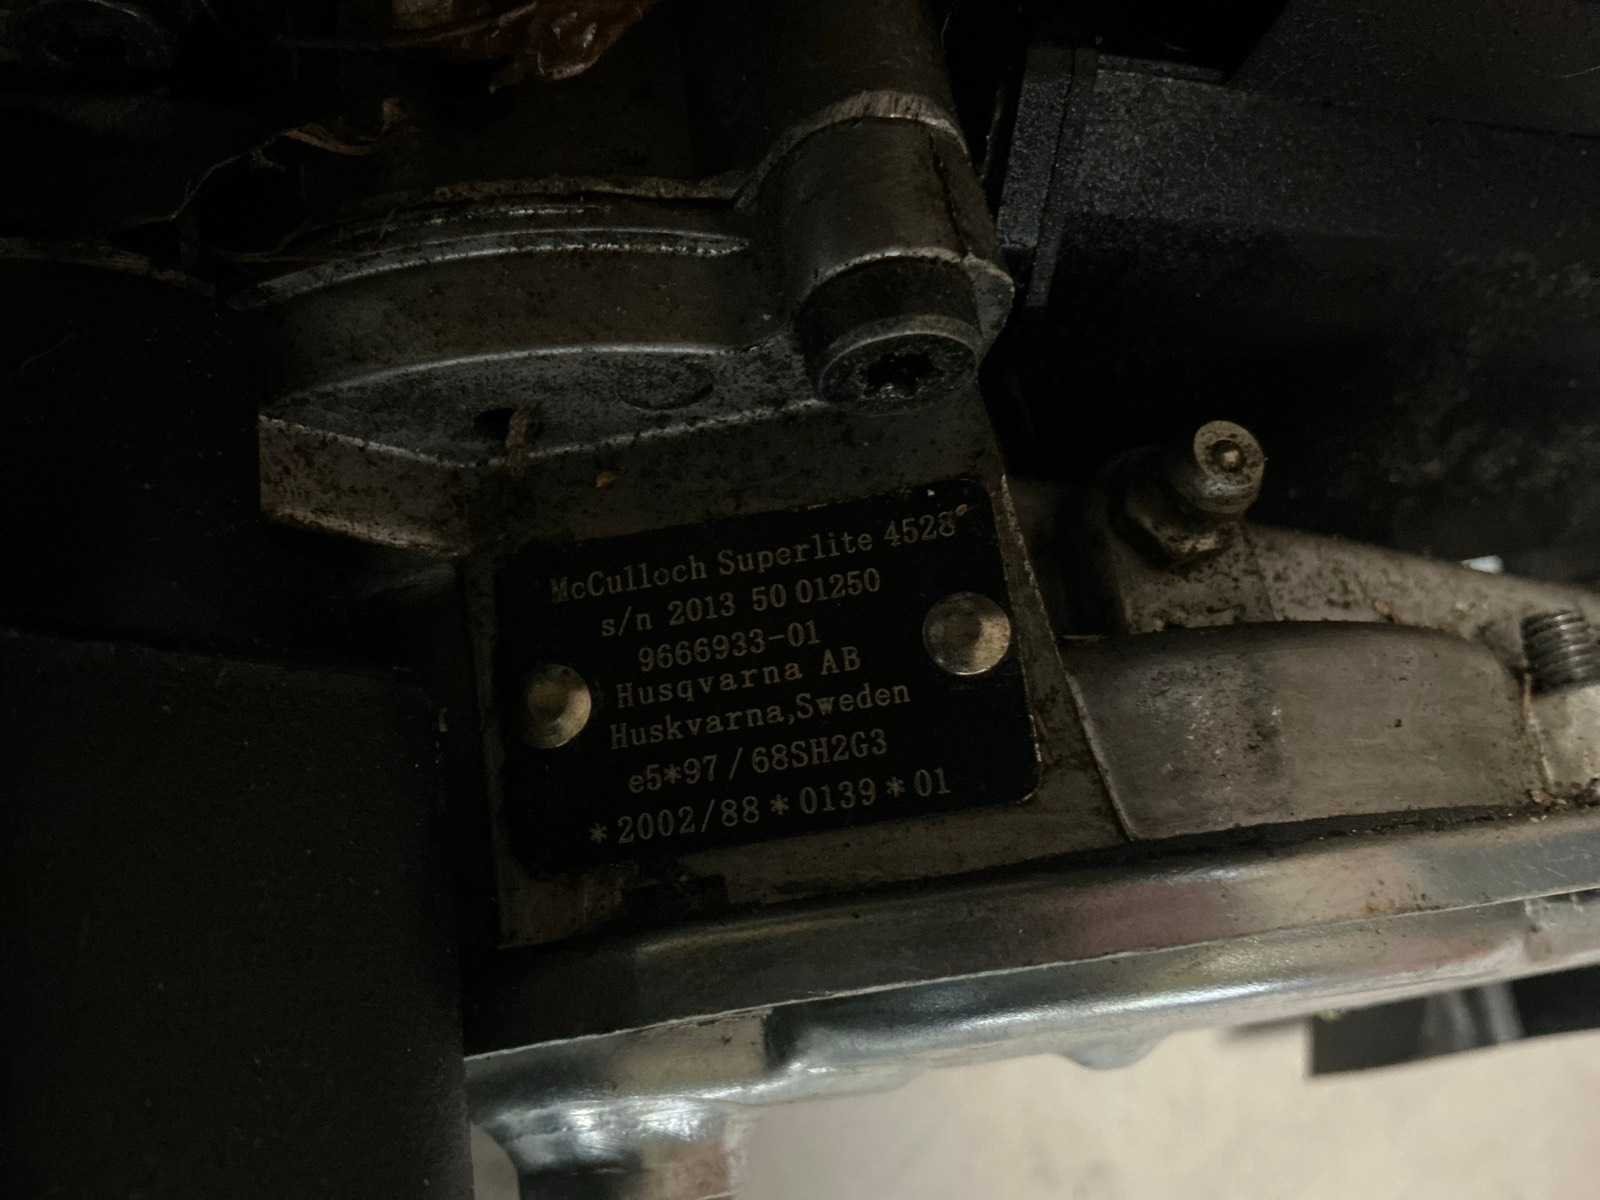 McCulloch Superlite 4528
s/n 2013 50 01250
9666933-01
Husqvarna AB
Huskvarna,Sweden
e5*97/68SH2G3
*2002/88*0139*01